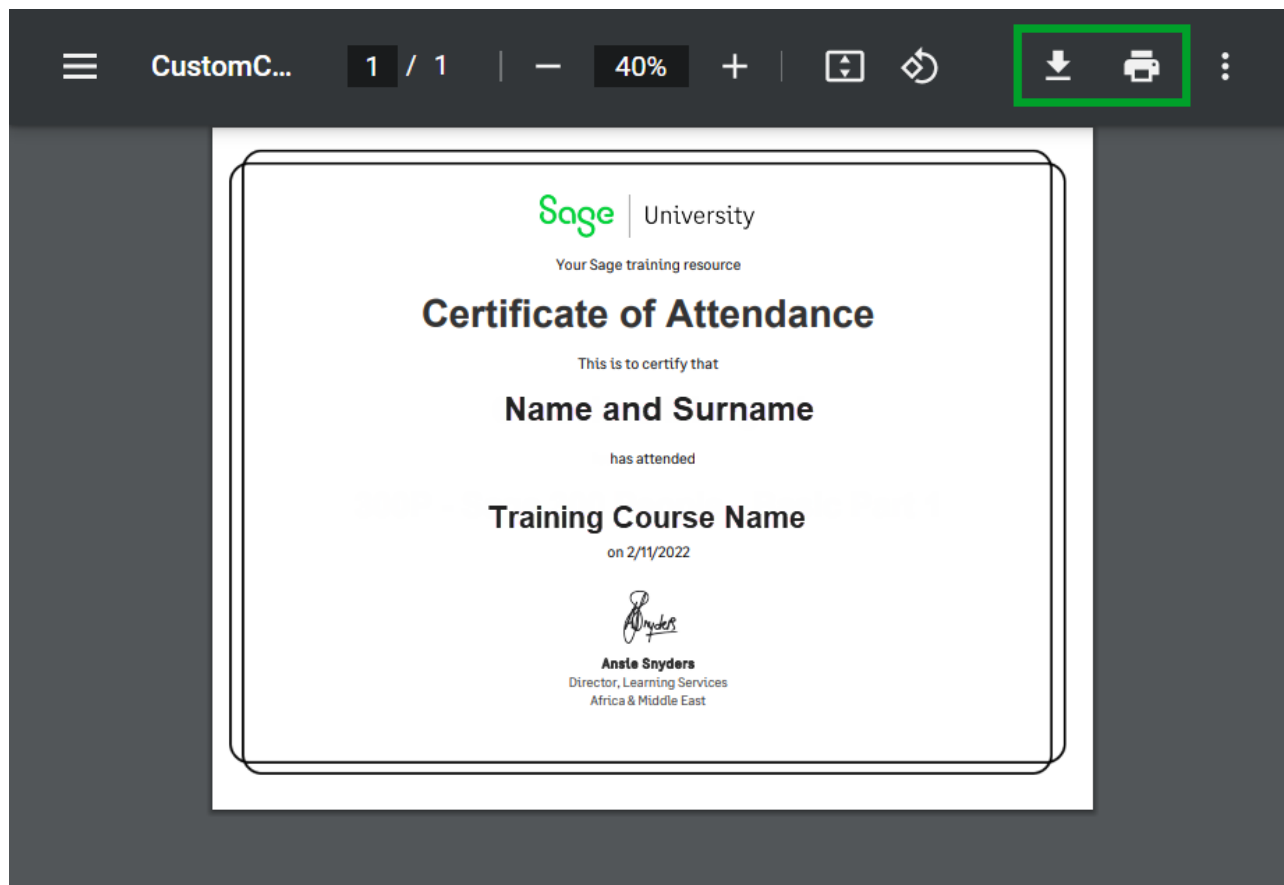 CustomC... 1 / 1 40%
Sage University
Your Sage training resource
Certificate of Attendance
This is to certify that
Name and Surname
has attended
Training Course Name
on 2/11/2022
Snyders
Ansie Snyders
Director, Learning Services
Africa & Middle East